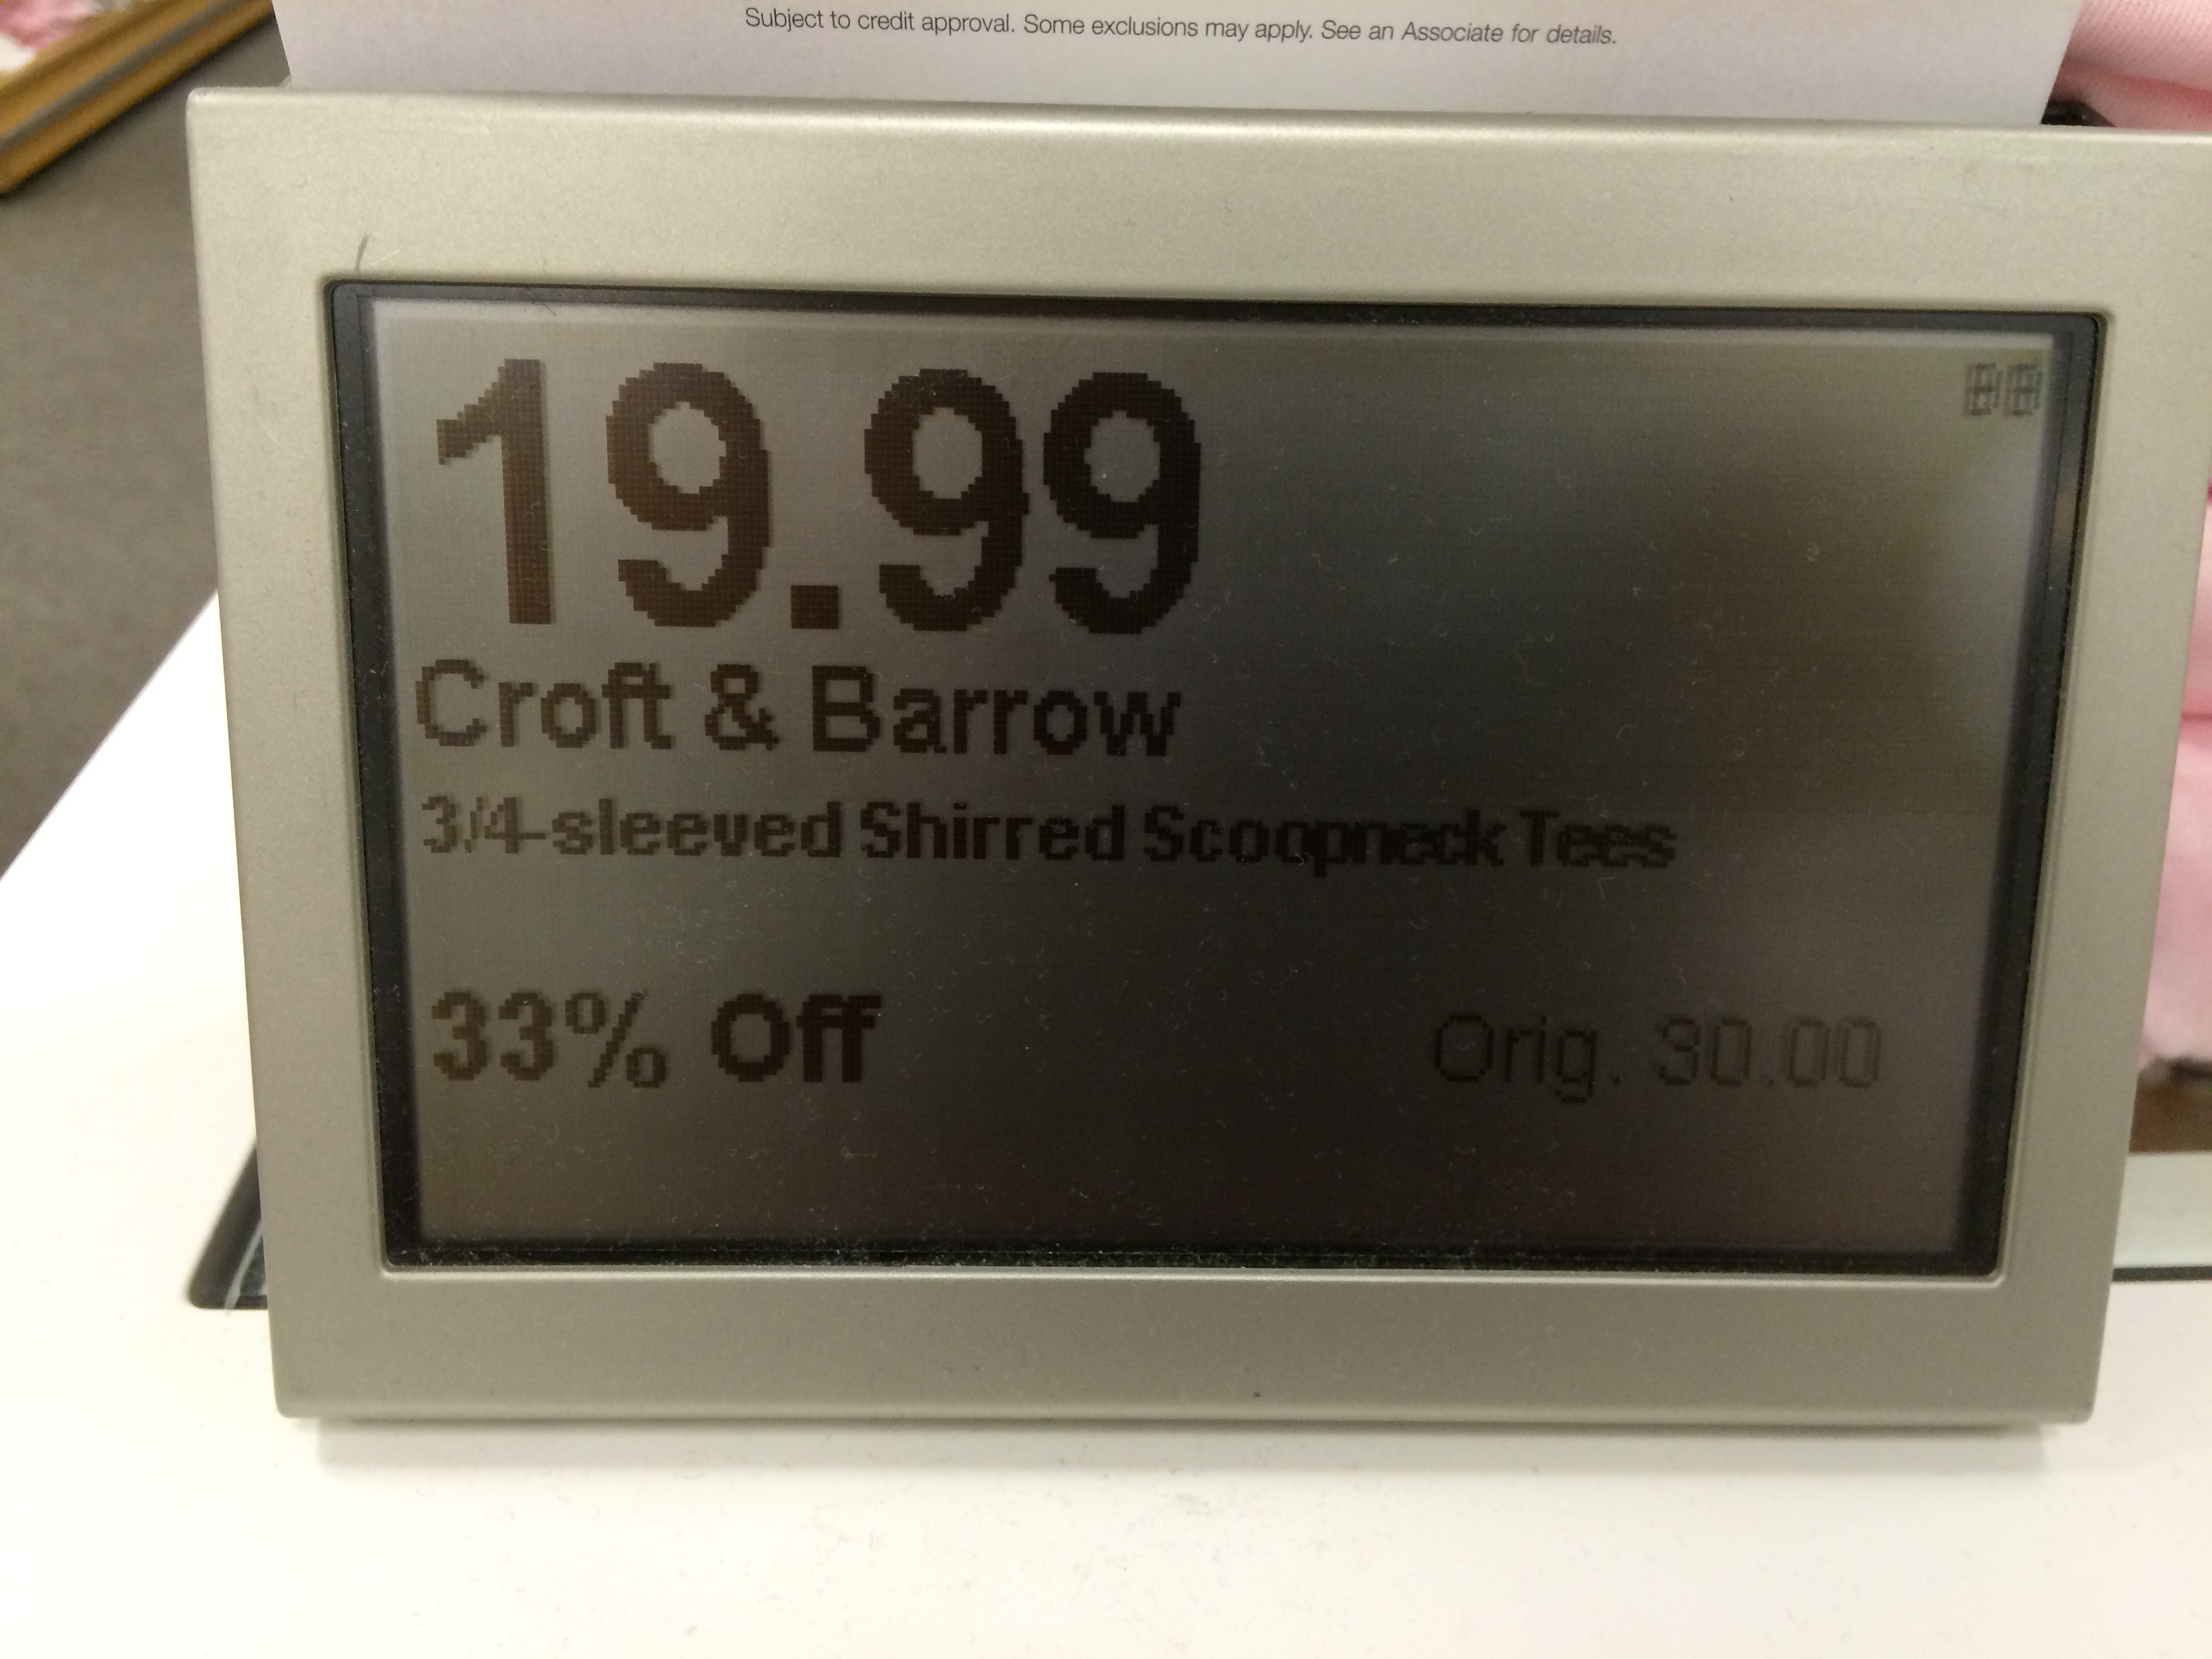 Subject to credit approval. Some exclusions may apply. See an Associate for details.
19.99
Croft & Barrow
3/4-sleeved Shirred Scoopneck Tees
33% Off
Orig. 30.00